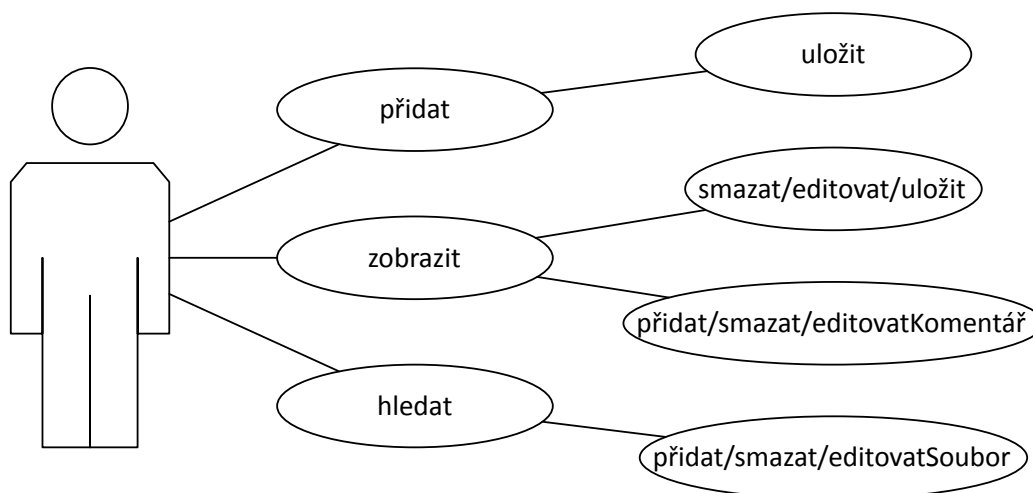 uložit
přidat
smazat/editovat/uložit
zobrazit
přidat/smazat/editovatKomentář
hledat
přidat/smazat/editovatSoubor